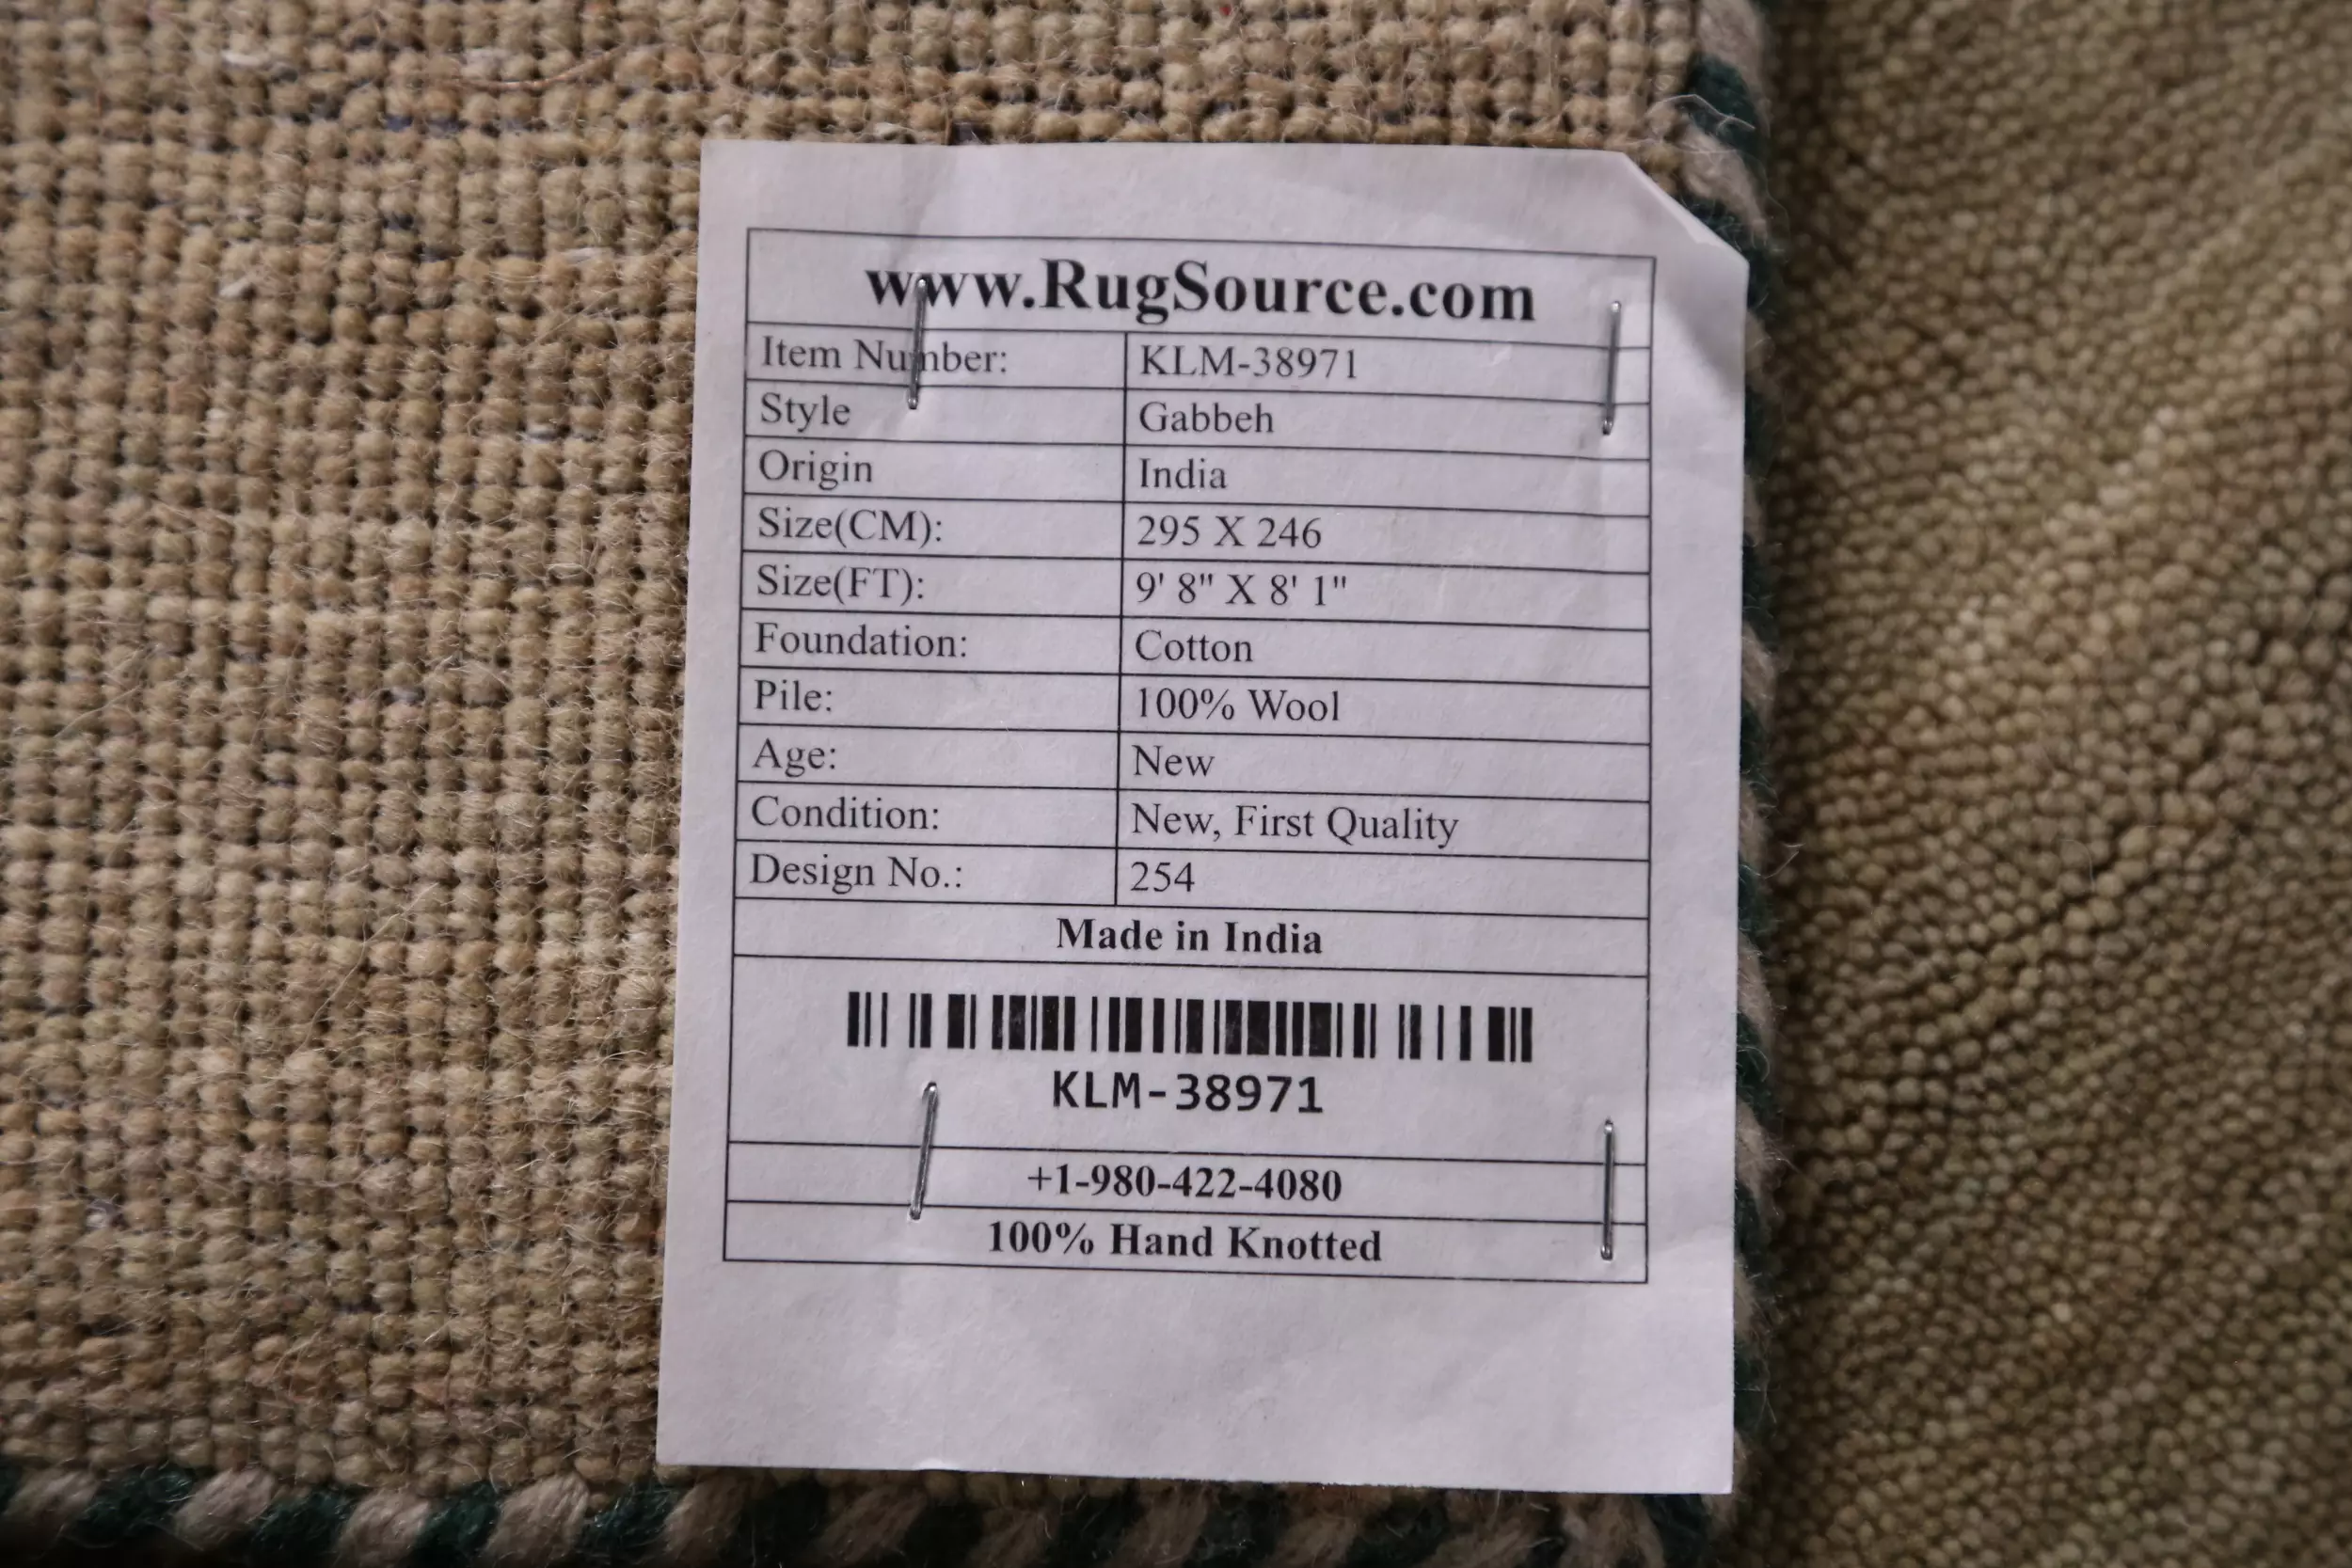 www.RugSource.com
Item Number: KLM-38971
Style Gabbeh
Origin India
Size(CM): 295 X 246
Size(FT): 9' 8" X 8' 1"
Foundation: Cotton
Pile: 100% Wool
Age: New
Condition: New, First Quality
Design No.: 254
Made in India
KLM-38971
+1-980-422-4080
100% Hand Knotted